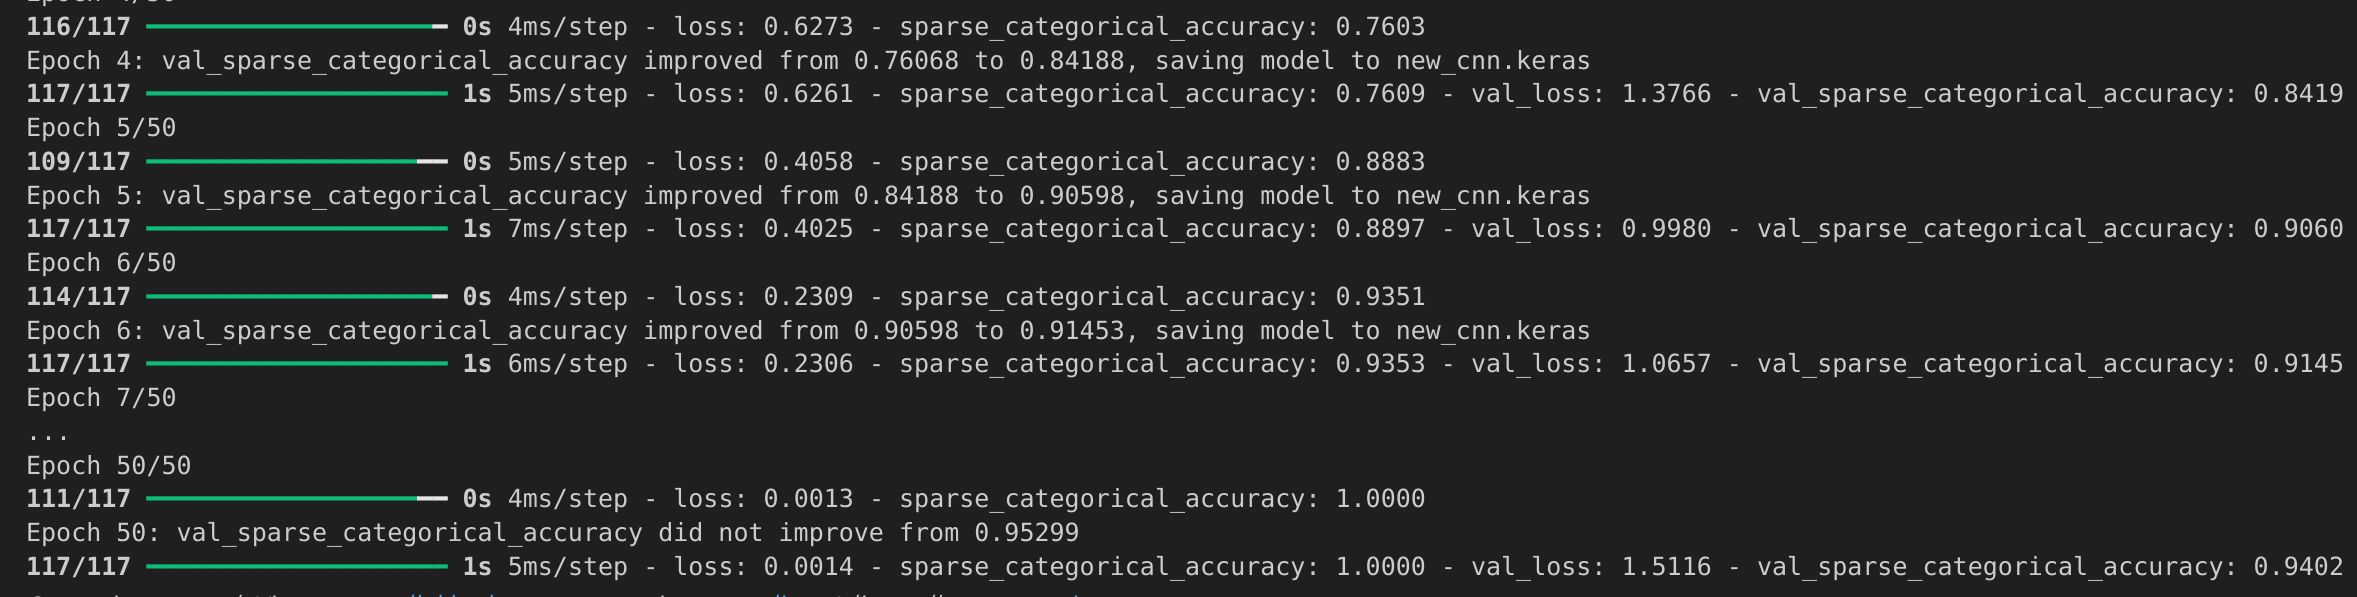 116/117 0s 4ms/step - loss: 0.6273 - sparse_categorical_accuracy: 0.7603
Epoch 4: val_sparse_categorical_accuracy improved from 0.76068 to 0.84188, saving model to new_cnn.keras
117/117 1s 5ms/step - loss: 0.6261 - sparse_categorical_accuracy: 0.7609 - val_loss: 1.3766 - val_sparse_categorical_accuracy: 0.8419
Epoch 5/50
109/117 0s 5ms/step - loss: 0.4058 - sparse_categorical_accuracy: 0.8883
Epoch 5: val_sparse_categorical_accuracy improved from 0.84188 to 0.90598, saving model to new_cnn.keras
117/117 1s 7ms/step - loss: 0.4025 - sparse_categorical_accuracy: 0.8897 - val_loss: 0.9980 - val_sparse_categorical_accuracy: 0.9060
Epoch 6/50
114/117 0s 4ms/step - loss: 0.2309 - sparse_categorical_accuracy: 0.9351
Epoch 6: val_sparse_categorical_accuracy improved from 0.90598 to 0.91453, saving model to new_cnn.keras
117/117 1s 6ms/step - loss: 0.2306 - sparse_categorical_accuracy: 0.9353 - val_loss: 1.0657 - val_sparse_categorical_accuracy: 0.9145
Epoch 7/50
...
Epoch 50/50
111/117 0s 4ms/step - loss: 0.0013 - sparse_categorical_accuracy: 1.0000
Epoch 50: val_sparse_categorical_accuracy did not improve from 0.95299
117/117 1s 5ms/step - loss: 0.0014 - sparse_categorical_accuracy: 1.0000 - val_loss: 1.5116 - val_sparse_categorical_accuracy: 0.9402